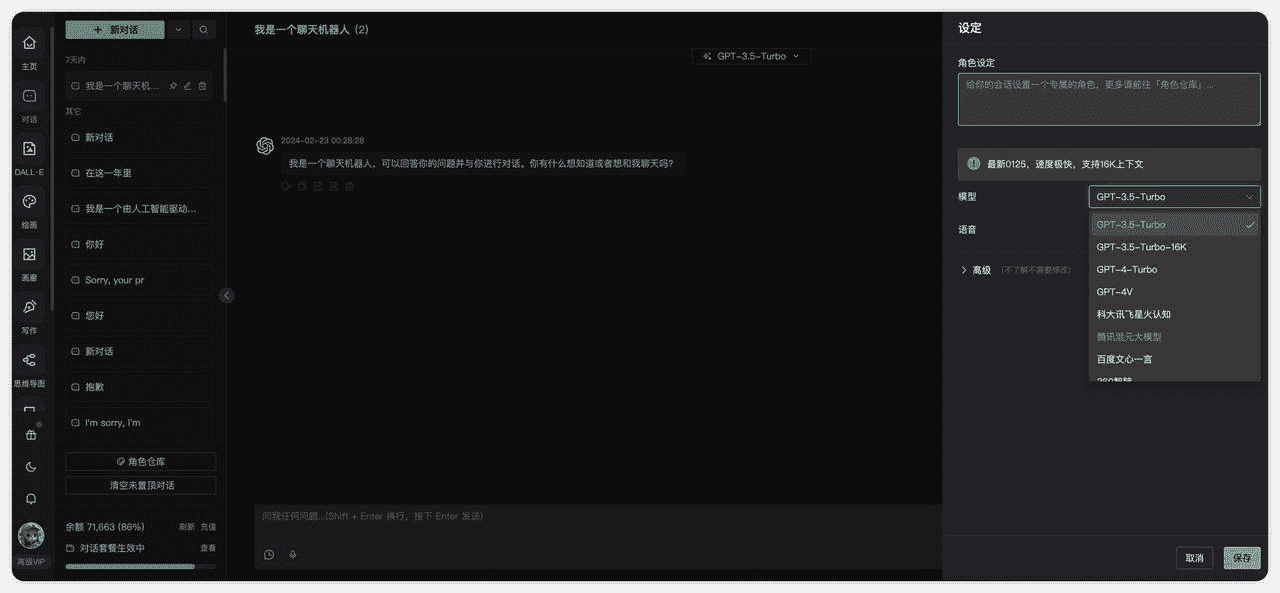 主页
对话
DALL-E
绘画
画廊
写作
思维导图
高级VIP
+ 新对话
7天内
我是一个聊天机...
其它
新对话
在这一年里
我是一个由人工智能驱动...
你好
Sorry, your pr
您好
新对话
抱歉
I'm sorry, I'm
角色仓库
清空未置顶对话
余额 71,663 (86%) 刷新 充值
对话套餐生效中 查看
我是一个聊天机器人 (2)
GPT-3.5-Turbo
2024-02-23 00:28:28
我是一个聊天机器人，可以回答你的问题并与你进行对话。你有什么想知道或者想和我聊天吗？
问我任何问题...(Shift + Enter 换行，按下 Enter 发送)
设定
角色设定
给你的会话设置一个专属的角色，更多请前往「角色仓库」...
最新0125，速度极快，支持16K上下文
模型 GPT-3.5-Turbo
GPT-3.5-Turbo
GPT-3.5-Turbo-16K
GPT-4-Turbo
GPT-4V
科大讯飞星火认知
腾讯混元大模型
百度文心一言
语音
高级 (不了解不需要修改)
取消 保存